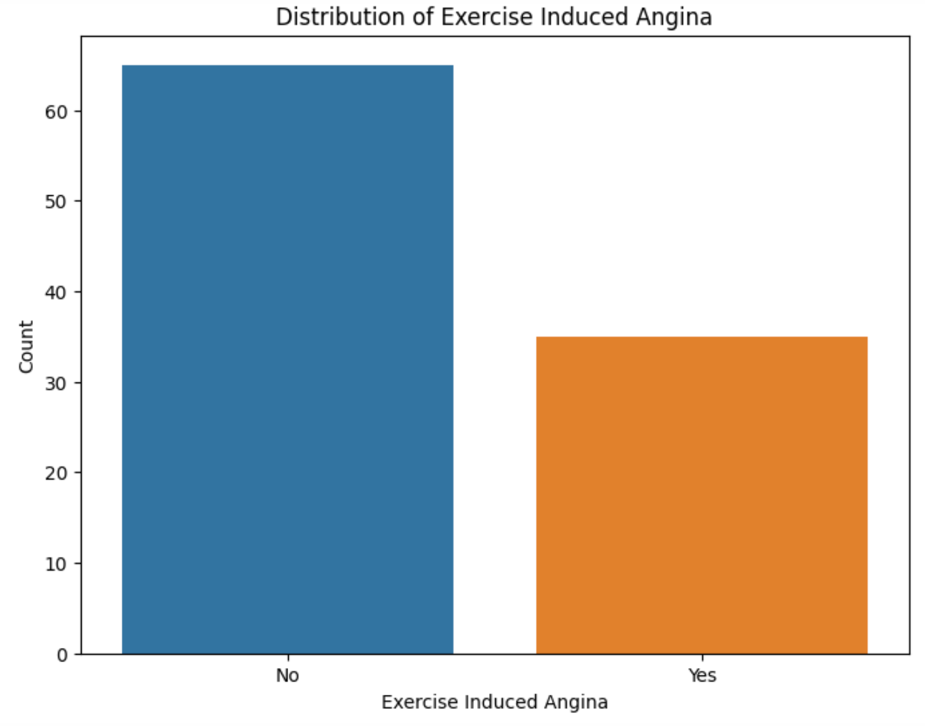 Distribution of Exercise Induced Angina
60
50
40
30
20
10
0
Count
No Yes
Exercise Induced Angina